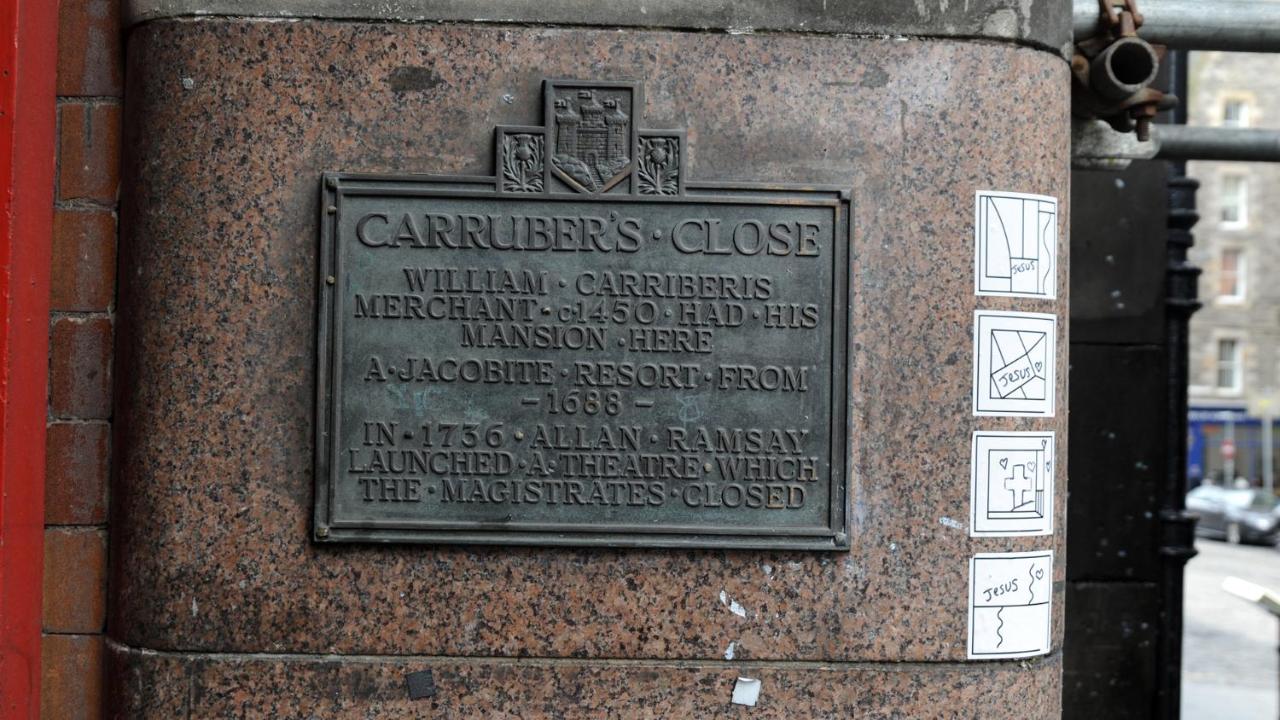 CARRUBER'S · CLOSE
WILLIAM · CARRIBERIS
MERCHANT · c1450 · HAD · HIS
MANSION · HERE
A · JACOBITE · RESORT · FROM
– 1688 –
IN · 1736 · ALLAN · RAMSAY
LAUNCHED · A · THEATRE · WHICH
THE · MAGISTRATES · CLOSED
Jesus
Jesus
Jesus